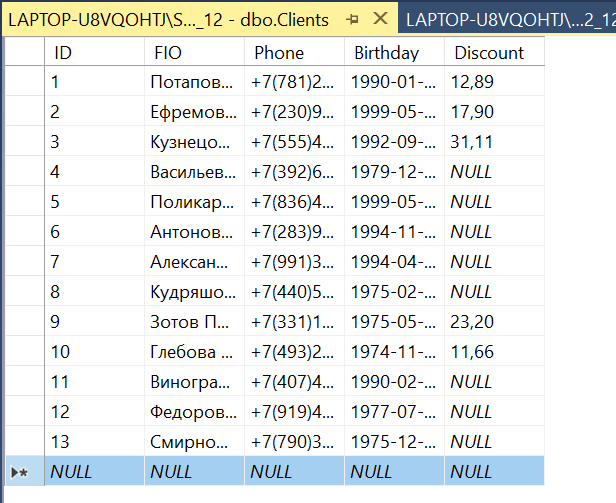 LAPTOP-U8VQOHTJ\S..._12 - dbo.Clients LAPTOP-U8VQOHTJ\...2_12
ID FIO Phone Birthday Discount
1 Потапов... +7(781)2... 1990-01-... 12,89
2 Ефремов... +7(230)9... 1999-05-... 17,90
3 Кузнецо... +7(555)4... 1992-09-... 31,11
4 Васильев... +7(392)6... 1979-12-... NULL
5 Поликар... +7(836)4... 1999-05-... NULL
6 Антонов... +7(283)9... 1994-11-... NULL
7 Алексан... +7(991)3... 1994-04-... NULL
8 Кудряшо... +7(440)5... 1975-02-... NULL
9 Зотов П... +7(331)1... 1975-05-... 23,20
10 Глебова ... +7(493)2... 1974-11-... 11,66
11 Виногра... +7(407)4... 1990-02-... NULL
12 Федоров... +7(919)4... 1977-07-... NULL
13 Смирно... +7(790)3... 1975-12-... NULL
NULL NULL NULL NULL NULL